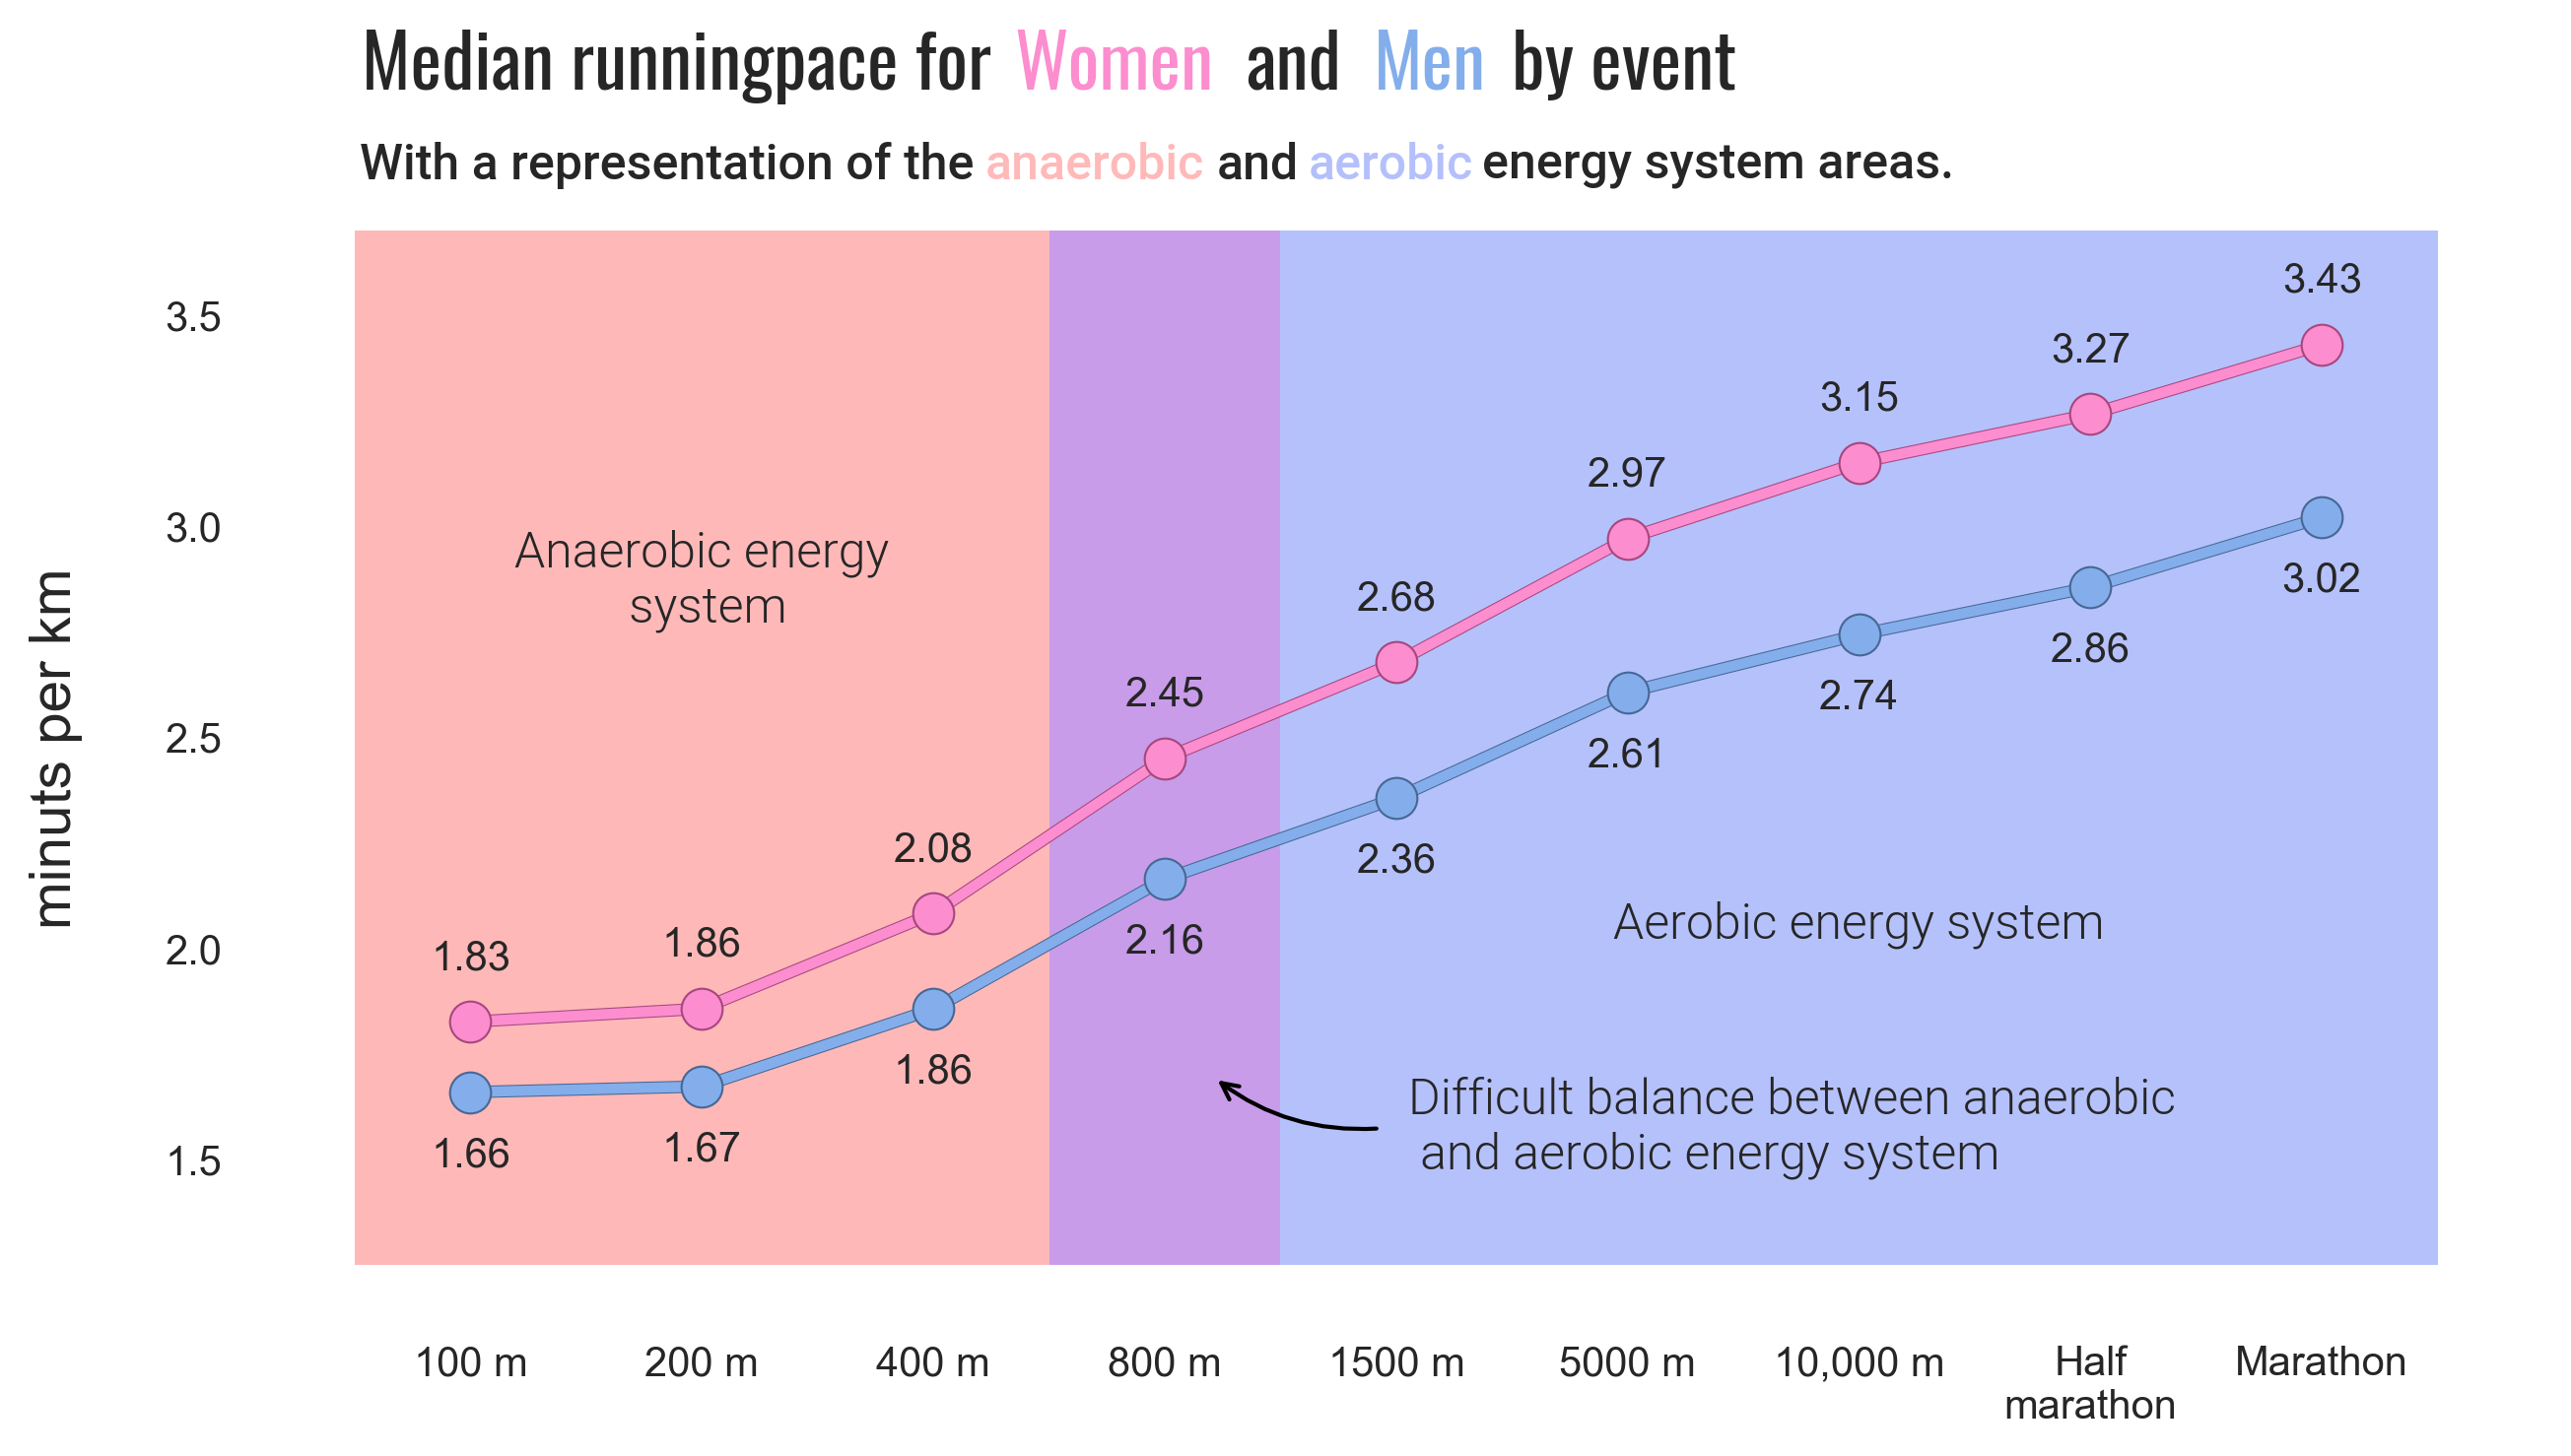 Median runningpace for Women and Men by event
With a representation of the anaerobic and aerobic energy system areas.
minuts per km
3.5
3.0
2.5
2.0
1.5
Anaerobic energy
system
Aerobic energy system
Difficult balance between anaerobic
and aerobic energy system
1.83
1.86
2.08
2.45
2.68
2.97
3.15
3.27
3.43
1.66
1.67
1.86
2.16
2.36
2.61
2.74
2.86
3.02
100 m
200 m
400 m
800 m
1500 m
5000 m
10,000 m
Half
marathon
Marathon